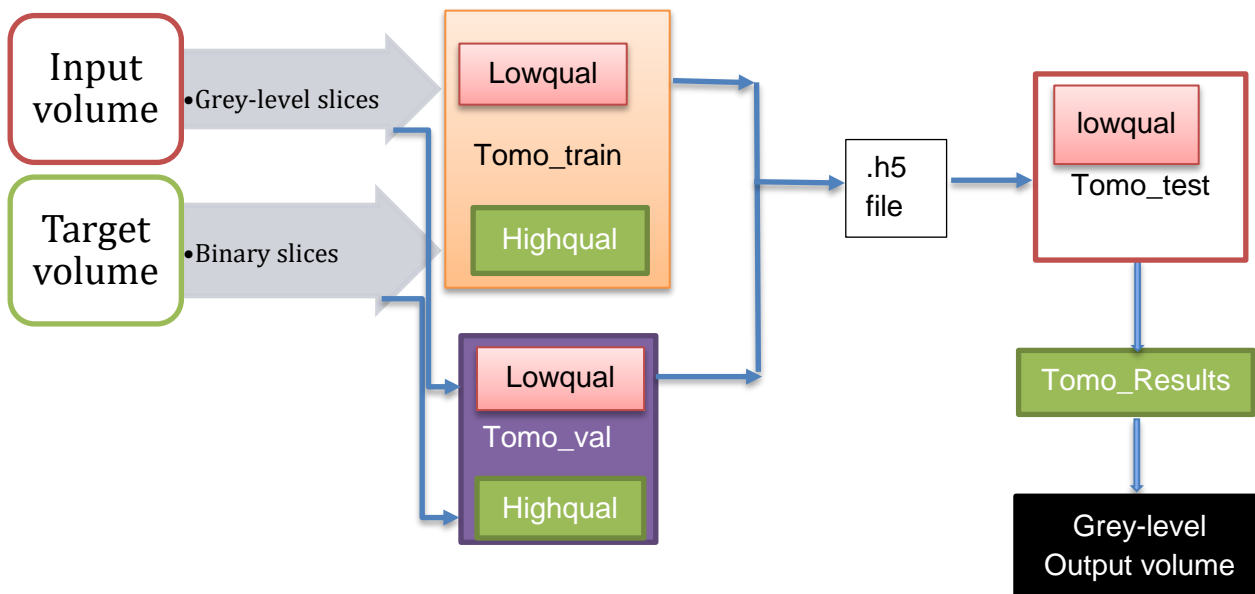 Input
volume
•Grey-level slices
Target
volume
•Binary slices
Lowqual
Tomo_train
Highqual
Lowqual
Tomo_val
Highqual
.h5
file
lowqual
Tomo_test
Tomo_Results
Grey-level
Output volume